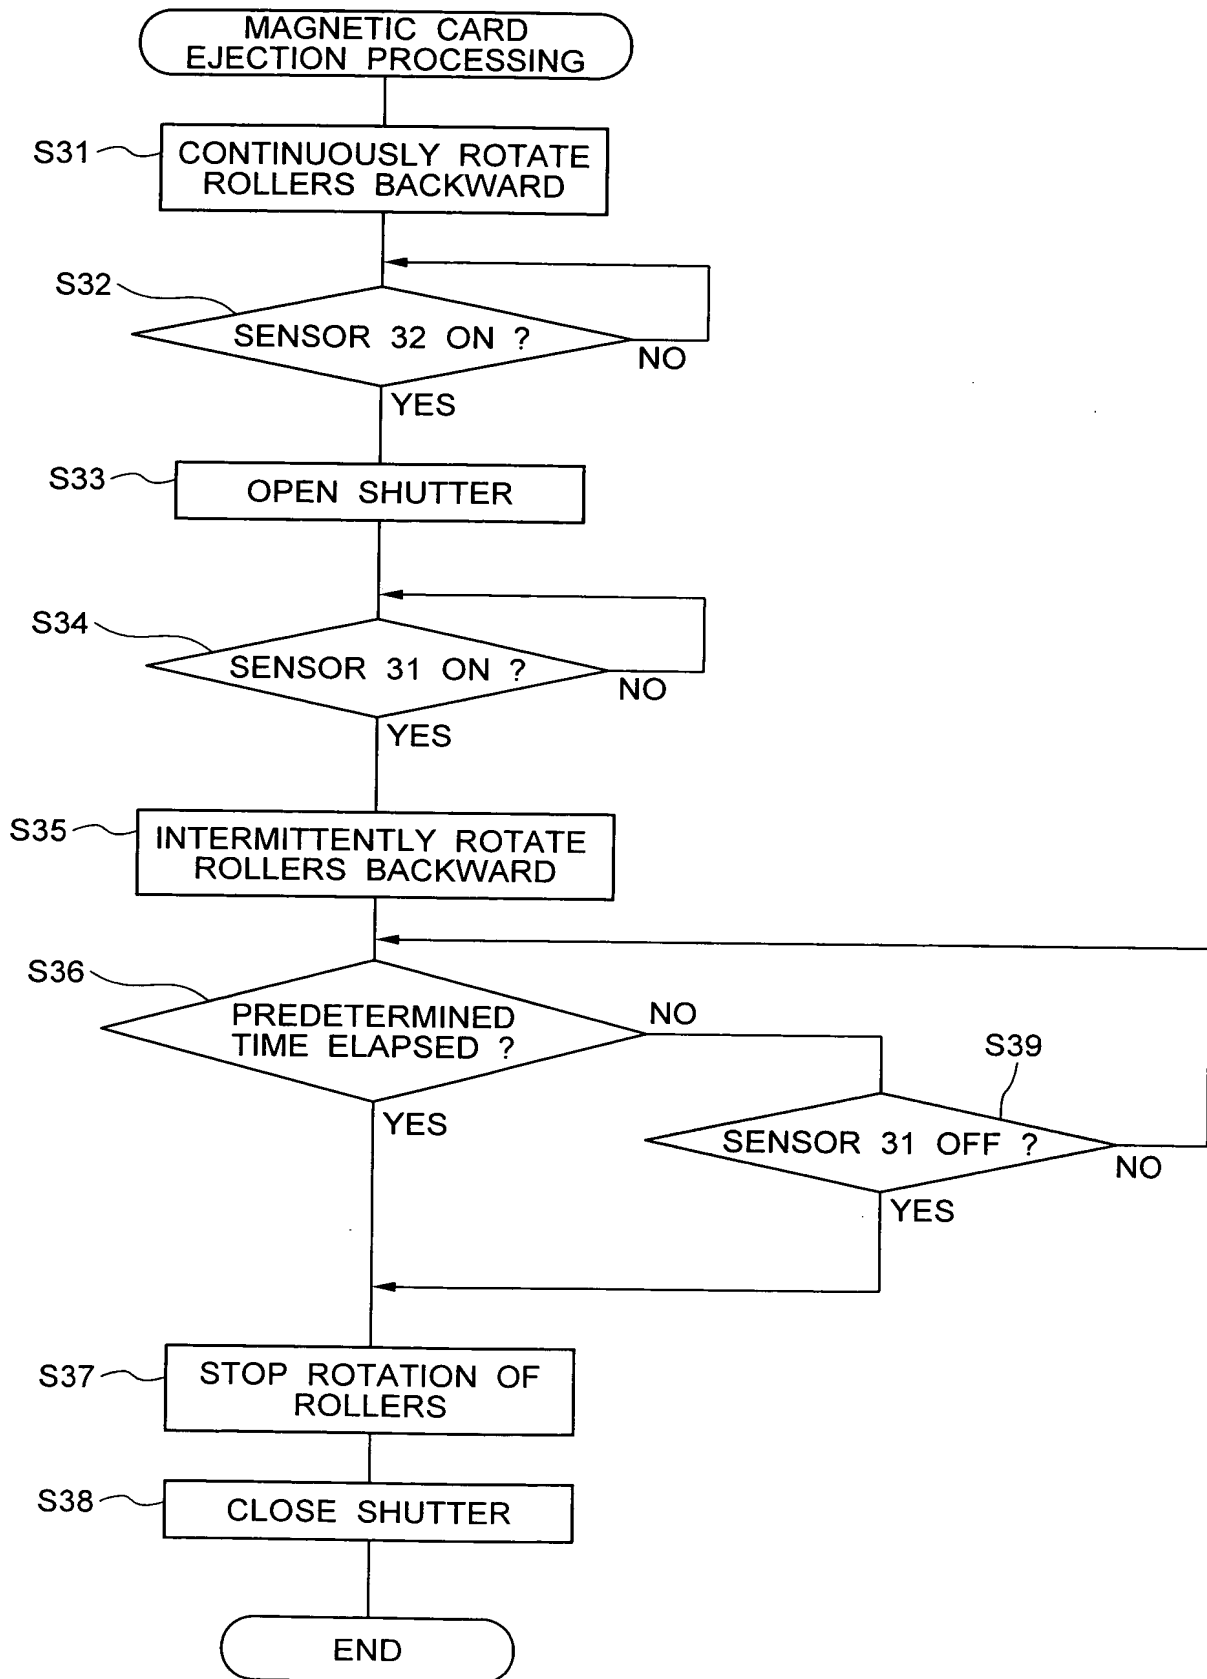 MAGNETIC CARD
EJECTION PROCESSING
S31
CONTINUOUSLY ROTATE
ROLLERS BACKWARD
S32
SENSOR 32 ON ?
NO
YES
S33
OPEN SHUTTER
S34
SENSOR 31 ON ?
NO
YES
S35
INTERMITTENTLY ROTATE
ROLLERS BACKWARD
S36
PREDETERMINED
TIME ELAPSED ?
NO
YES
S39
SENSOR 31 OFF ?
NO
YES
S37
STOP ROTATION OF
ROLLERS
S38
CLOSE SHUTTER
END